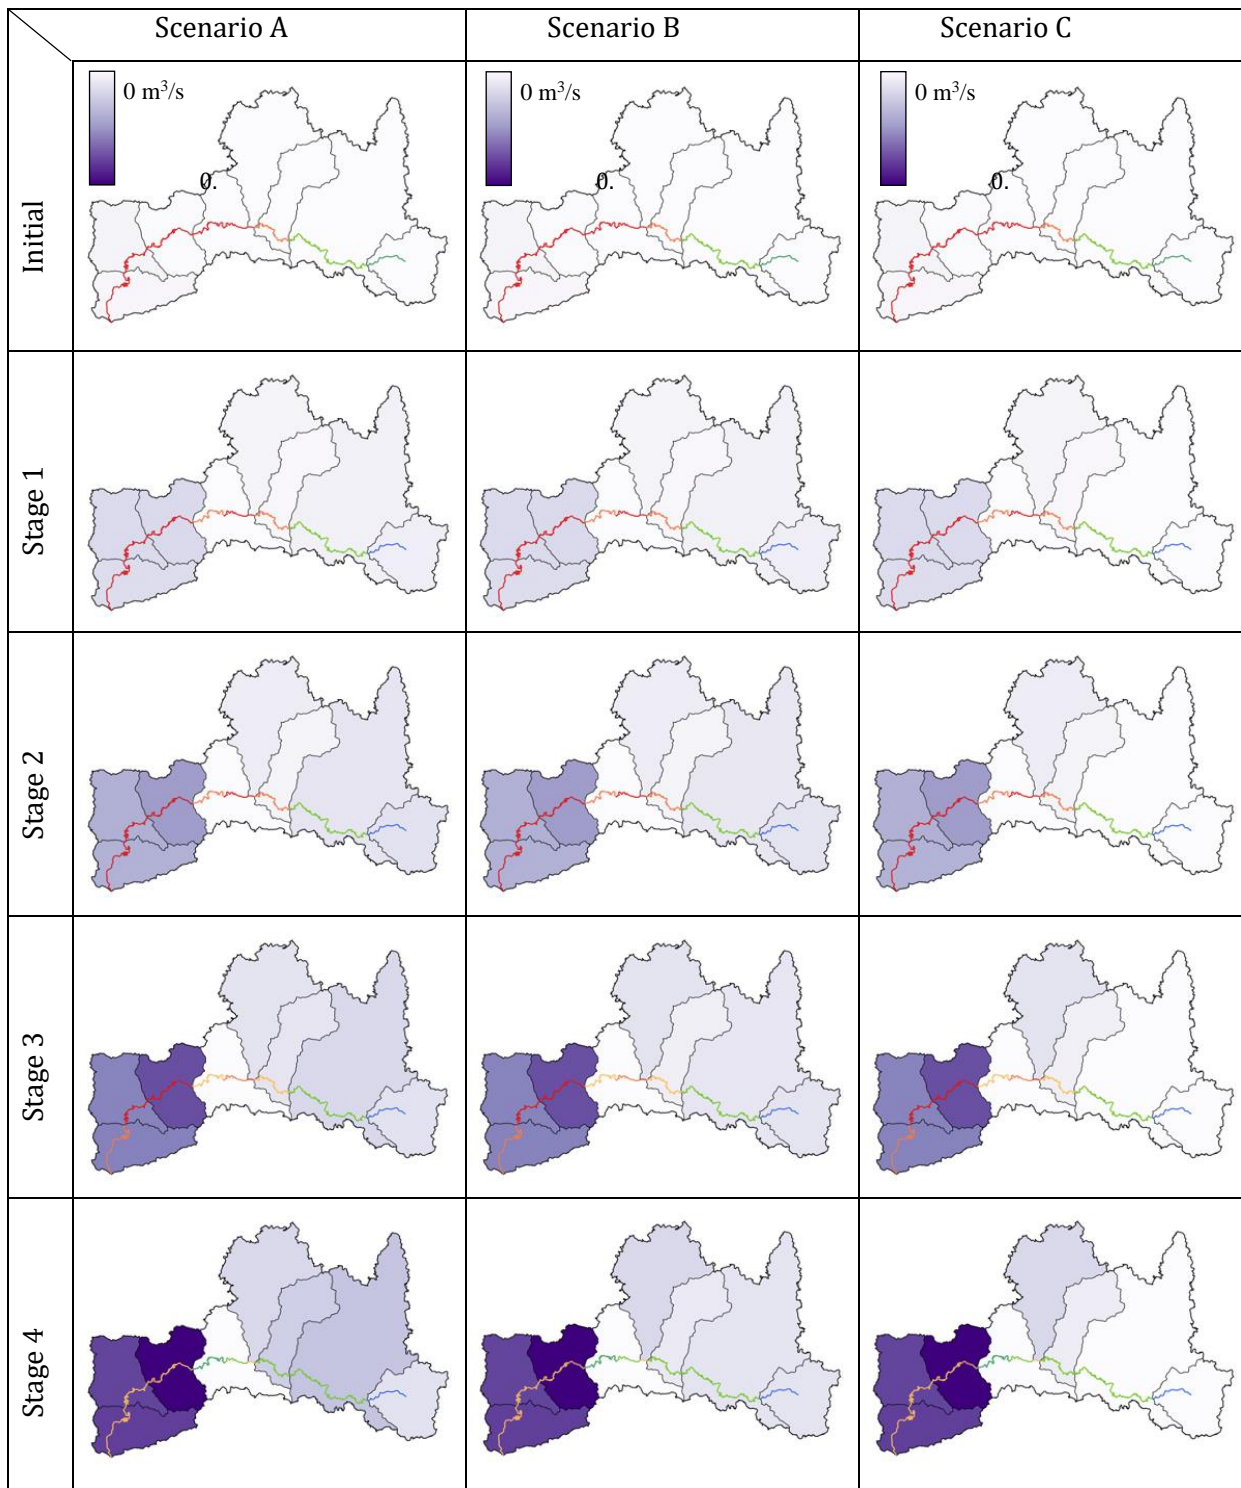 Scenario A
Scenario B
Scenario C
Initial
0 m³/s
0.
0 m³/s
0.
0 m³/s
0.
Stage 1
Stage 2
Stage 3
Stage 4